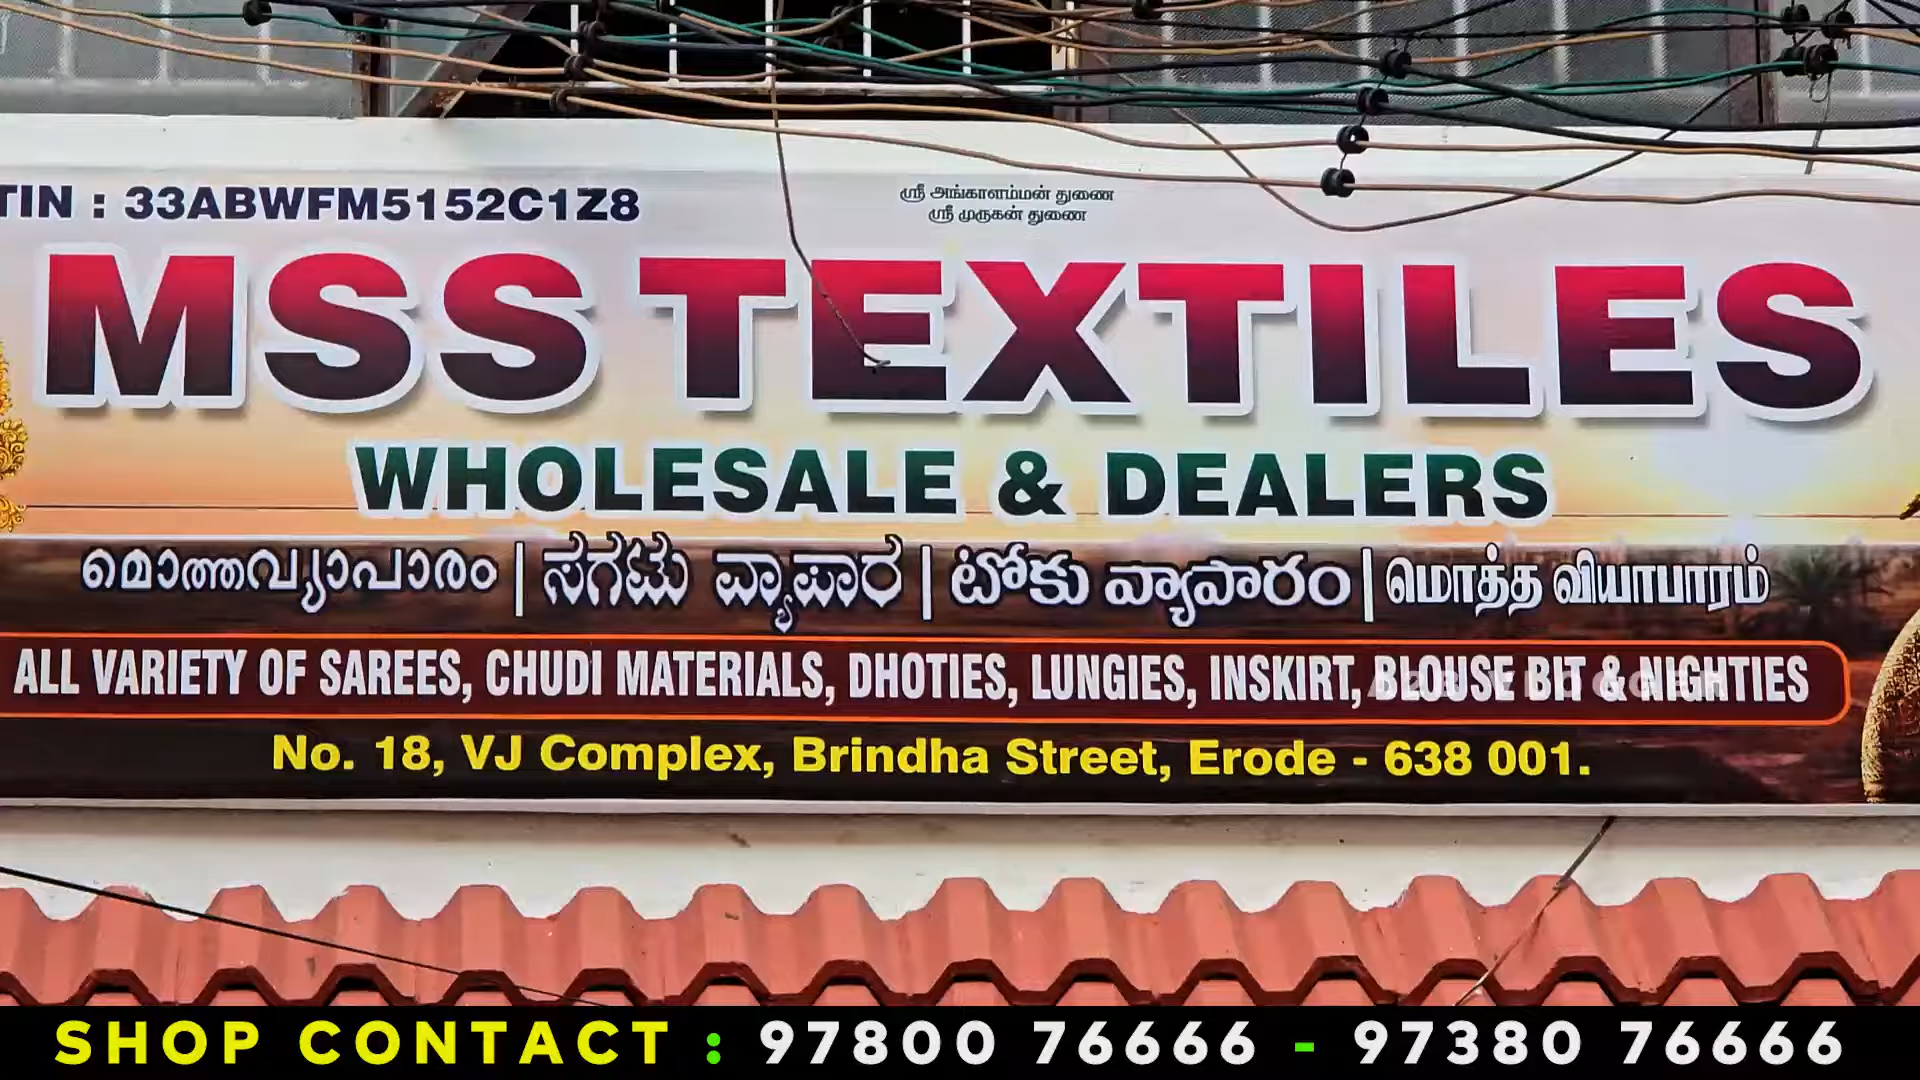 TIN : 33ABWFM5152C1Z8
ஸ்ரீ அங்காளம்மன் துணை
ஸ்ரீ முருகன் துணை
MSS TEXTILES
WHOLESALE & DEALERS
മൊത്തവ്യാപാരം | ಸಗಟು ವ್ಯಾಪಾರ | టోకు వ్యాపారం | மொத்த வியாபாரம்
ALL VARIETY OF SAREES, CHUDI MATERIALS, DHOTIES, LUNGIES, INSKIRT, BLOUSE BIT & NIGHTIES
No. 18, VJ Complex, Brindha Street, Erode - 638 001.
SHOP CONTACT : 97800 76666 - 97380 76666